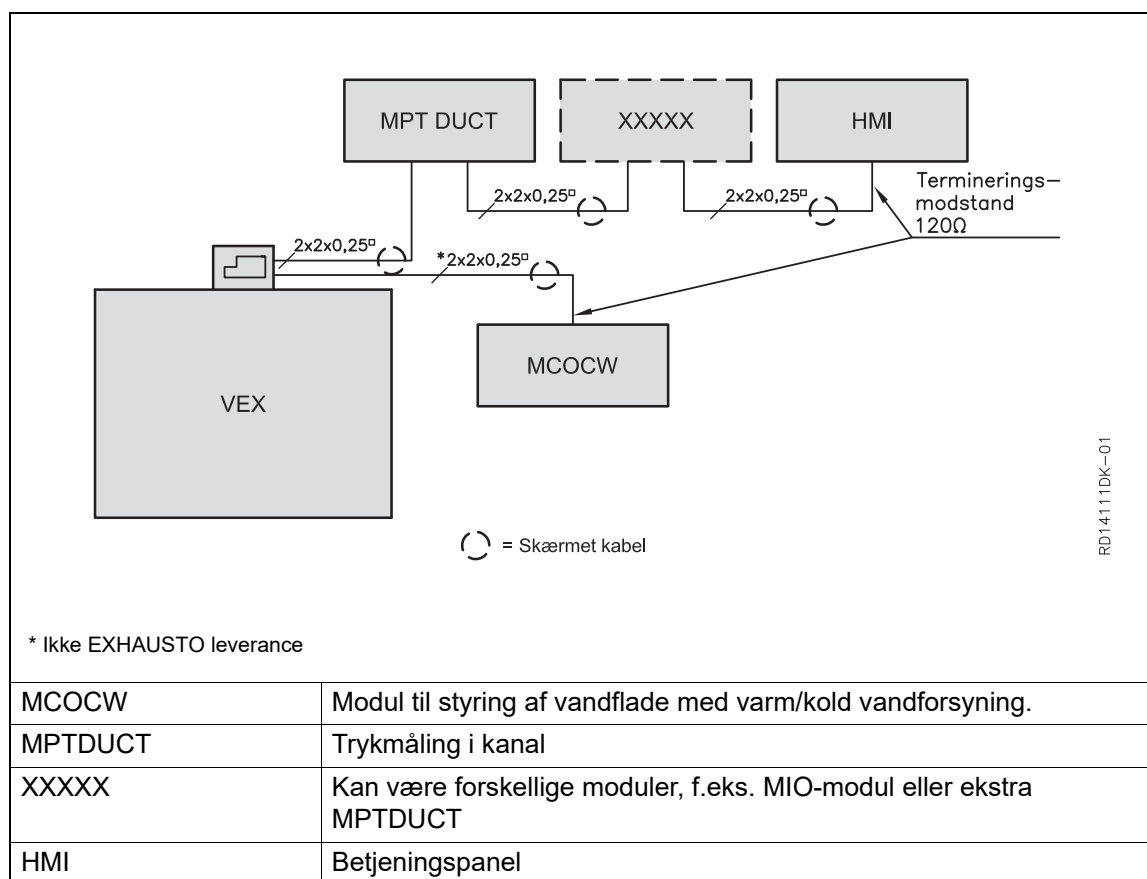 MPT DUCT
XXXXX
HMI
Terminerings-
modstand
120Ω
2x2x0,25¤
2x2x0,25¤
2x2x0,25¤
*2x2x0,25¤
MCOCW
VEX
= Skærmet kabel
RD14111DK-01
* Ikke EXHAUSTO leverance
MCOCW Modul til styring af vandflade med varm/kold vandforsyning.
MPTDUCT Trykmåling i kanal
XXXXX Kan være forskellige moduler, f.eks. MIO-modul eller ekstra
MPTDUCT
HMI Betjeningspanel